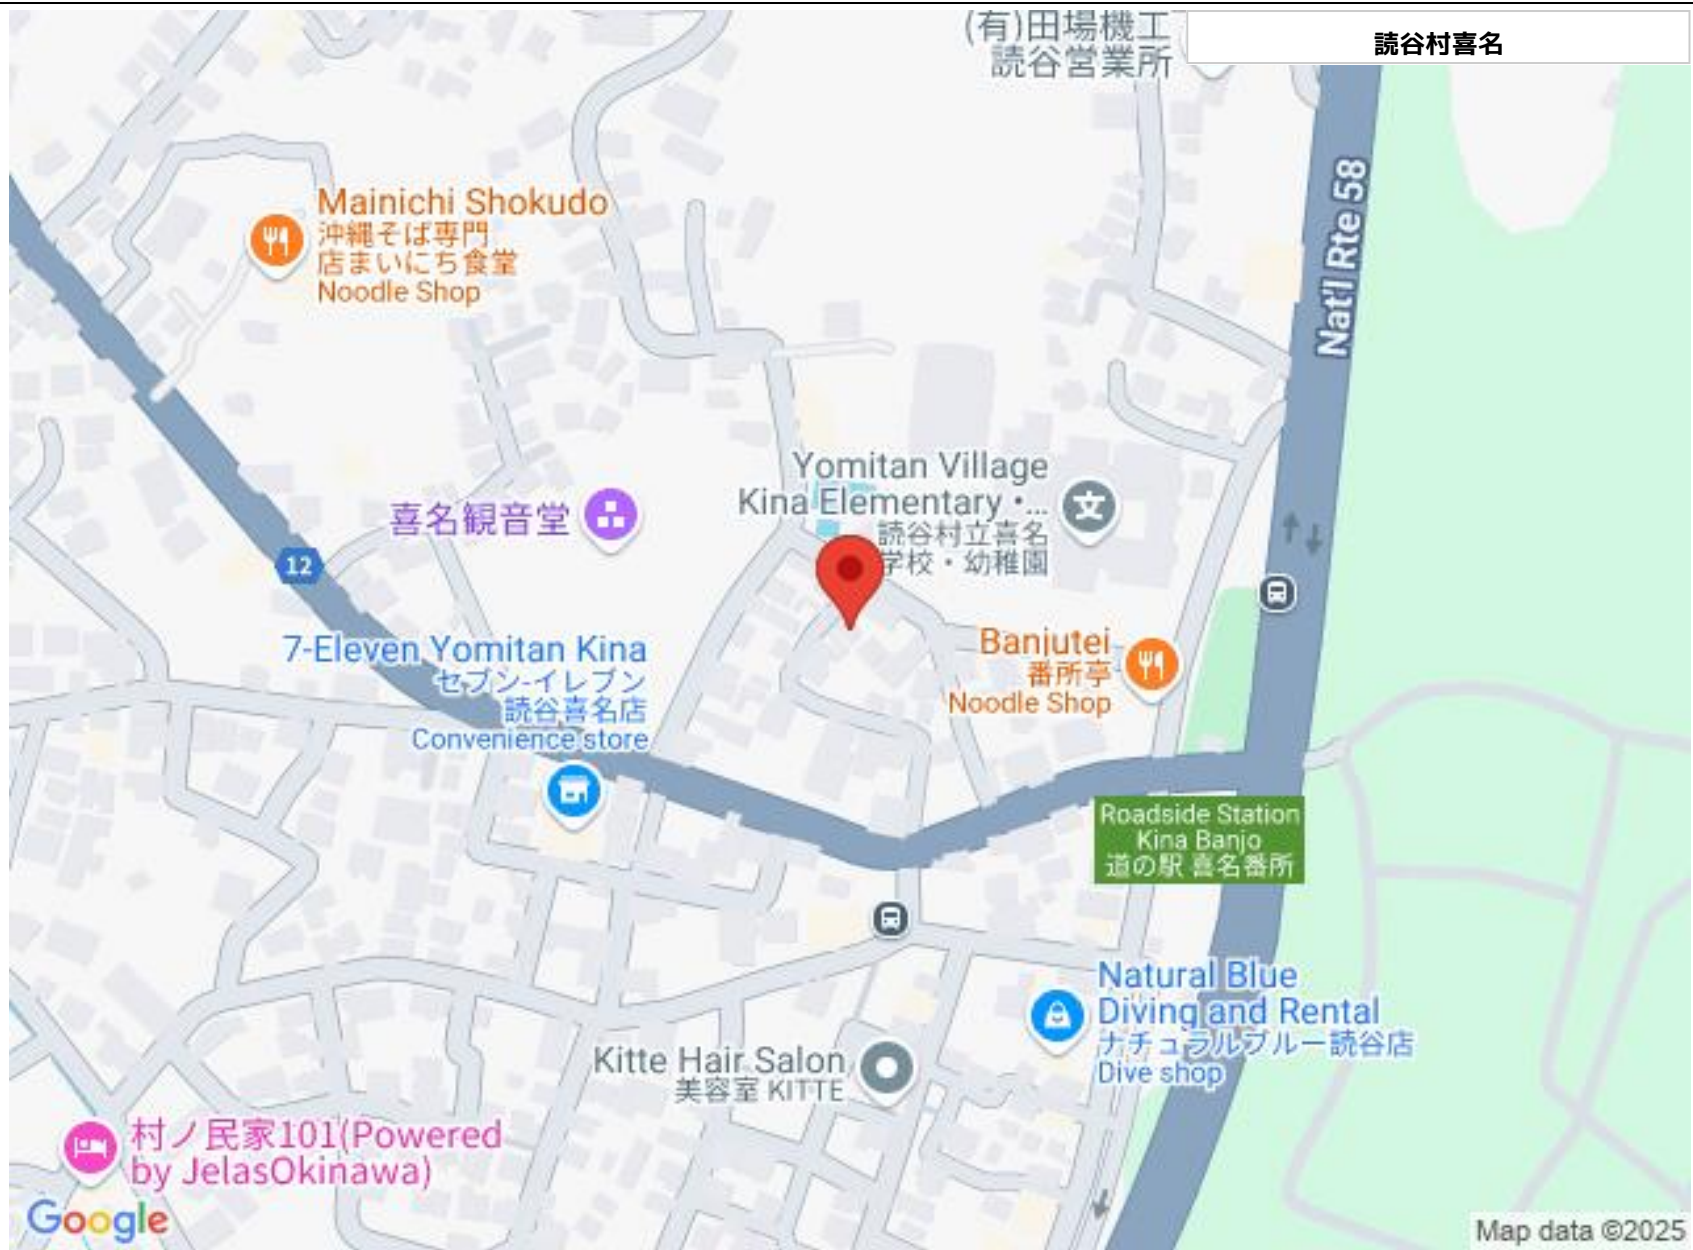 (有)田場機工
読谷営業所
読谷村喜名
Nat'l Rte 58
Mainichi Shokudo
沖縄そば専門
店まいにち食堂
Noodle Shop
Yomitan Village
Kina Elementary •...
読谷村立喜名
学校・幼稚園
喜名観音堂
12
7-Eleven Yomitan Kina
セブン-イレブン
読谷喜名店
Convenience store
Banjutei
番所亭
Noodle Shop
Roadside Station
Kina Banjo
道の駅 喜名番所
Natural Blue
Diving and Rental
ナチュラルブルー読谷店
Dive shop
Kitte Hair Salon
美容室 KITTE
村ノ民家101(Powered
by JelasOkinawa)
Google
Map data ©2025